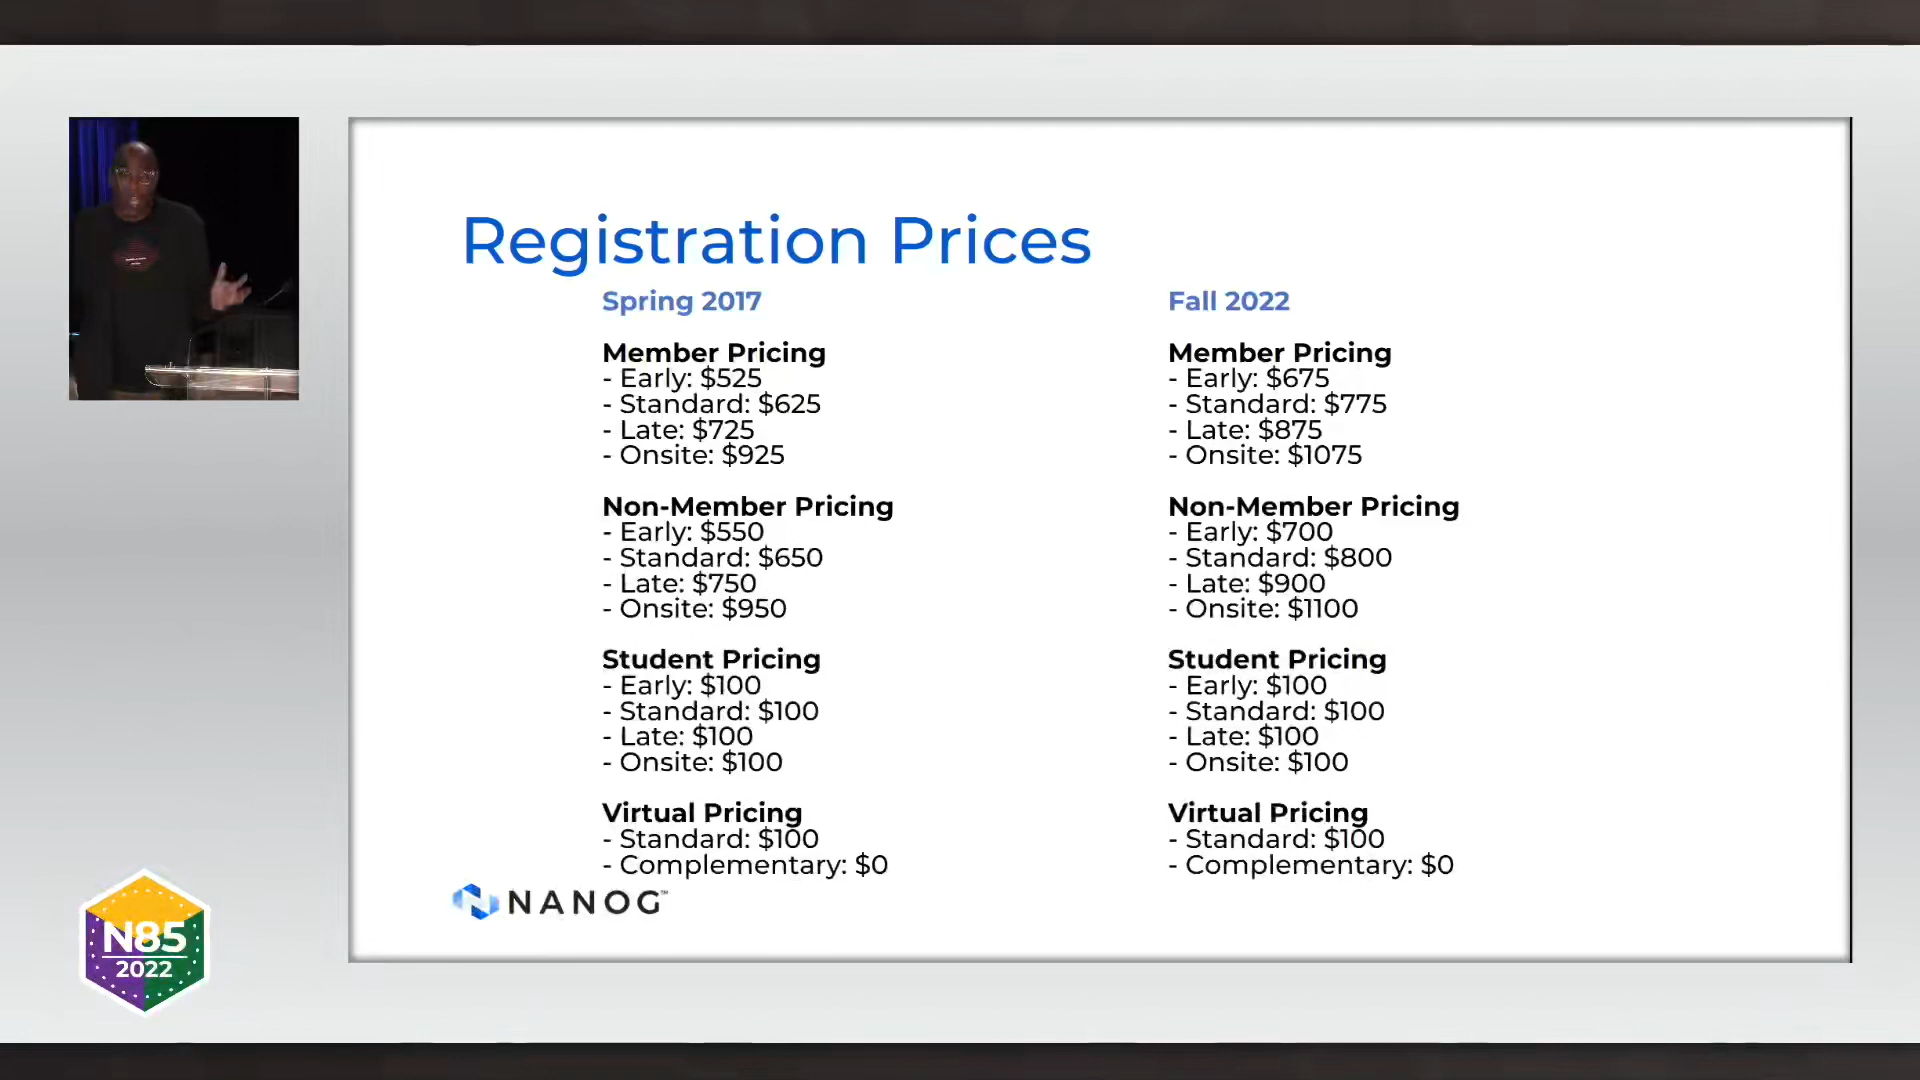 Registration Prices
Spring 2017
Member Pricing
- Early: $525
- Standard: $625
- Late: $725
- Onsite: $925
Non-Member Pricing
- Early: $550
- Standard: $650
- Late: $750
- Onsite: $950
Student Pricing
- Early: $100
- Standard: $100
- Late: $100
- Onsite: $100
Virtual Pricing
- Standard: $100
- Complementary: $0
Fall 2022
Member Pricing
- Early: $675
- Standard: $775
- Late: $875
- Onsite: $1075
Non-Member Pricing
- Early: $700
- Standard: $800
- Late: $900
- Onsite: $1100
Student Pricing
- Early: $100
- Standard: $100
- Late: $100
- Onsite: $100
Virtual Pricing
- Standard: $100
- Complementary: $0
NANOG™
N85
2022